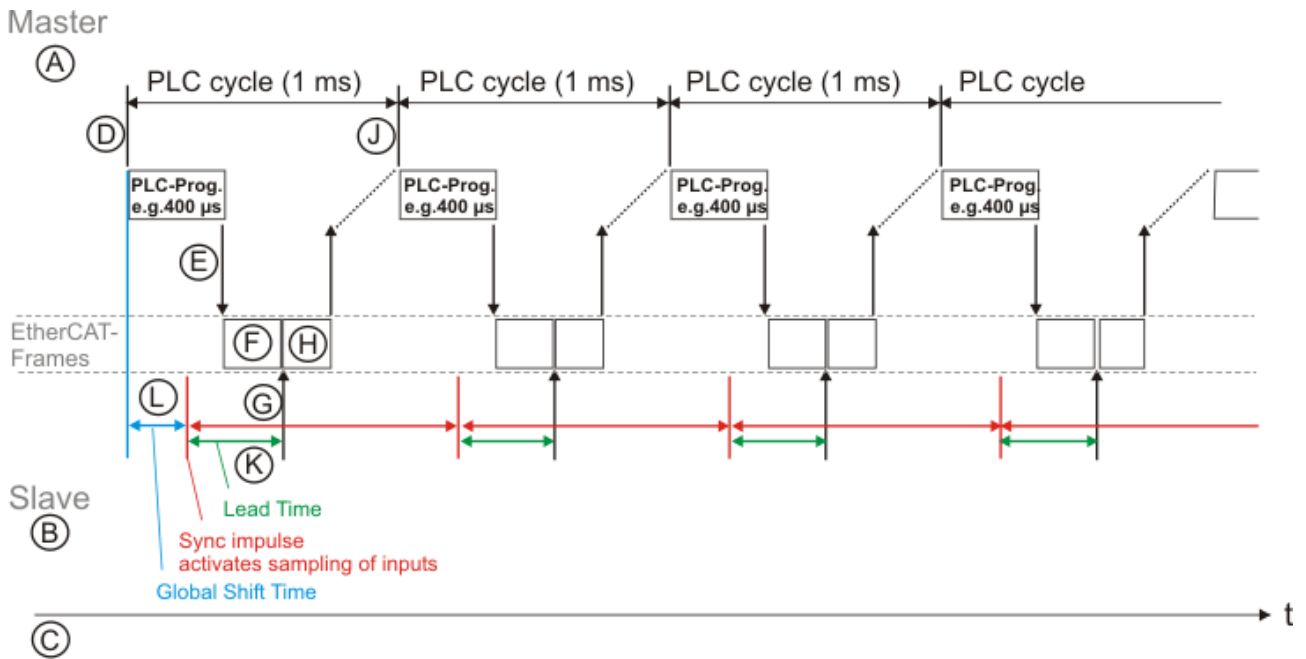 Master
A
PLC cycle (1 ms)
PLC cycle (1 ms)
PLC cycle (1 ms)
PLC cycle
D
J
PLC-Prog.
e.g.400 µs
PLC-Prog.
e.g.400 µs
PLC-Prog.
e.g.400 µs
PLC-Prog.
e.g.400 µs
E
EtherCAT-
Frames
F
H
L
G
K
Slave
B
Lead Time
Sync impulse
activates sampling of inputs
Global Shift Time
t
C